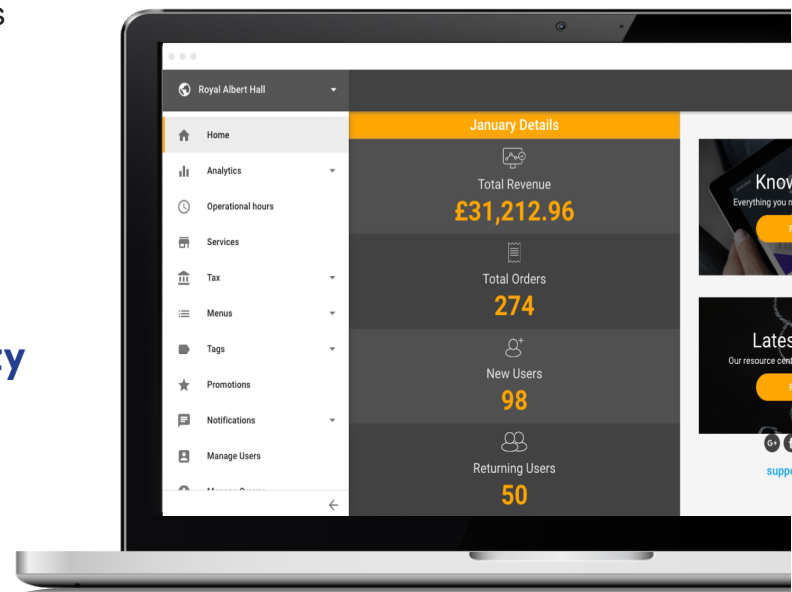 s
ty
Royal Albert Hall
Home
Analytics
Operational hours
Services
Tax
Menus
Tags
Promotions
Notifications
Manage Users
January Details
Total Revenue
£31,212.96
Total Orders
274
New Users
98
Returning Users
50
Know
Everything you n
Lates
Our resource cent
G+
suppo